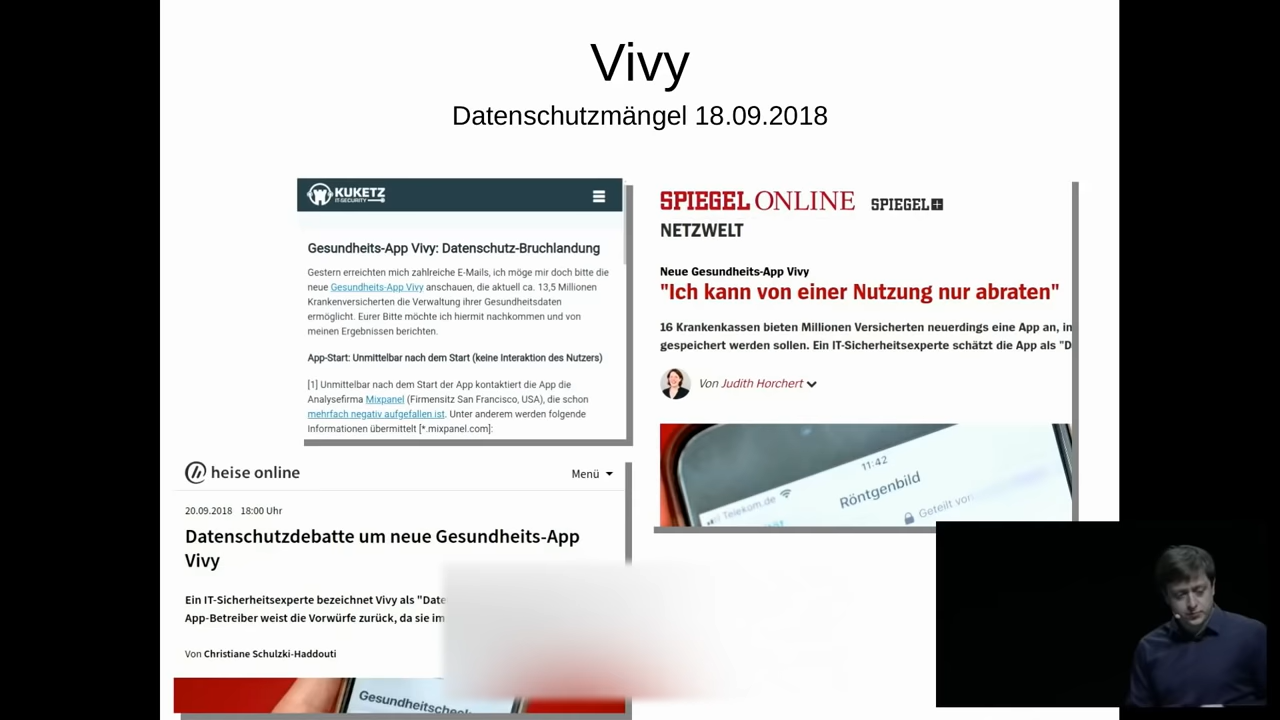 Vivy
Datenschutzmängel 18.09.2018
KUKETZ
IT-SECURITY
Gesundheits-App Vivy: Datenschutz-Bruchlandung
Gestern erreichten mich zahlreiche E-Mails, ich möge mir doch bitte die
neue Gesundheits-App Vivy anschauen, die aktuell ca. 13,5 Millionen
Krankenversicherten die Verwaltung ihrer Gesundheitsdaten
ermöglicht. Eurer Bitte möchte ich hiermit nachkommen und von
meinen Ergebnissen berichten.
App-Start: Unmittelbar nach dem Start (keine Interaktion des Nutzers)
[1] Unmittelbar nach dem Start der App kontaktiert die App die
Analysefirma Mixpanel (Firmensitz San Francisco, USA), die schon
mehrfach negativ aufgefallen ist. Unter anderem werden folgende
Informationen übermittelt [*.mixpanel.com]:
SPIEGEL ONLINE SPIEGEL+
NETZWELT
Neue Gesundheits-App Vivy
"Ich kann von einer Nutzung nur abraten"
16 Krankenkassen bieten Millionen Versicherten neuerdings eine App an, in
gespeichert werden sollen. Ein IT-Sicherheitsexperte schätzt die App als "D
Von Judith Horchert
11:42
Telekom.de
Röntgenbild
Geteilt von
heise online
Menü
20.09.2018 18:00 Uhr
Datenschutzdebatte um neue Gesundheits-App
Vivy
Ein IT-Sicherheitsexperte bezeichnet Vivy als "Date
App-Betreiber weist die Vorwürfe zurück, da sie im
Von Christiane Schulzki-Haddouti
Gesundheitscheck